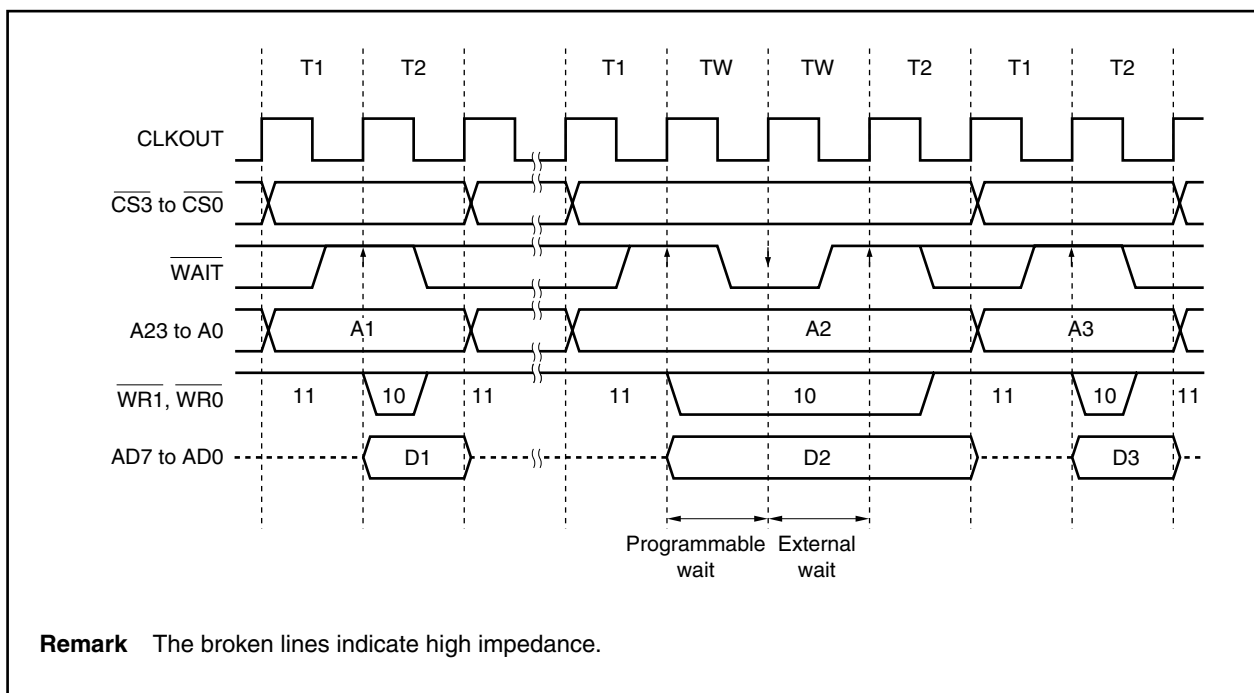 T1 T2 T1 TW TW T2 T1 T2
CLKOUT
CS3 to CS0
WAIT
A23 to A0 A1 A2 A3
WR1, WR0 11 10 11 11 10 11 10 11
AD7 to AD0 D1 D2 D3
Programmable wait
External wait
Remark The broken lines indicate high impedance.